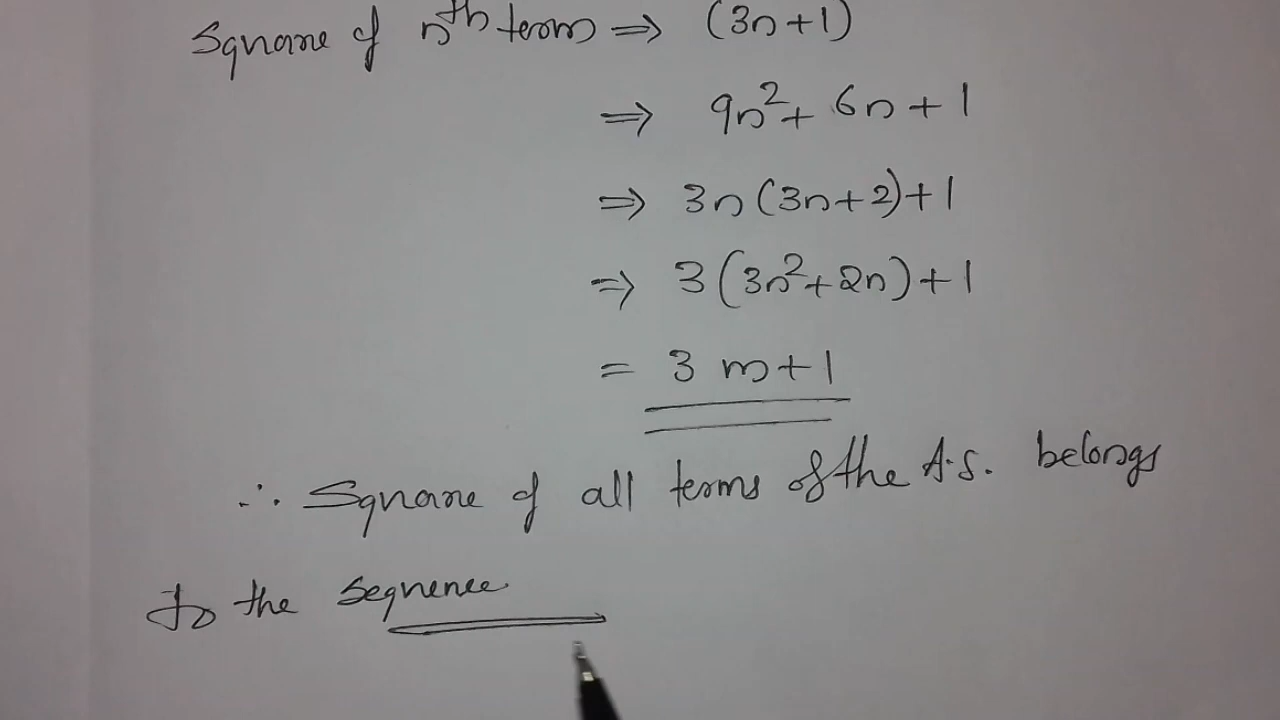 Square of nth term ⇒ (3n+1)
⇒ 9n²+ 6n + 1
⇒ 3n(3n+2)+1
⇒ 3(3n²+2n)+1
= 3 m+1
∴ Square of all terms of the A.S. belongs
to the sequence